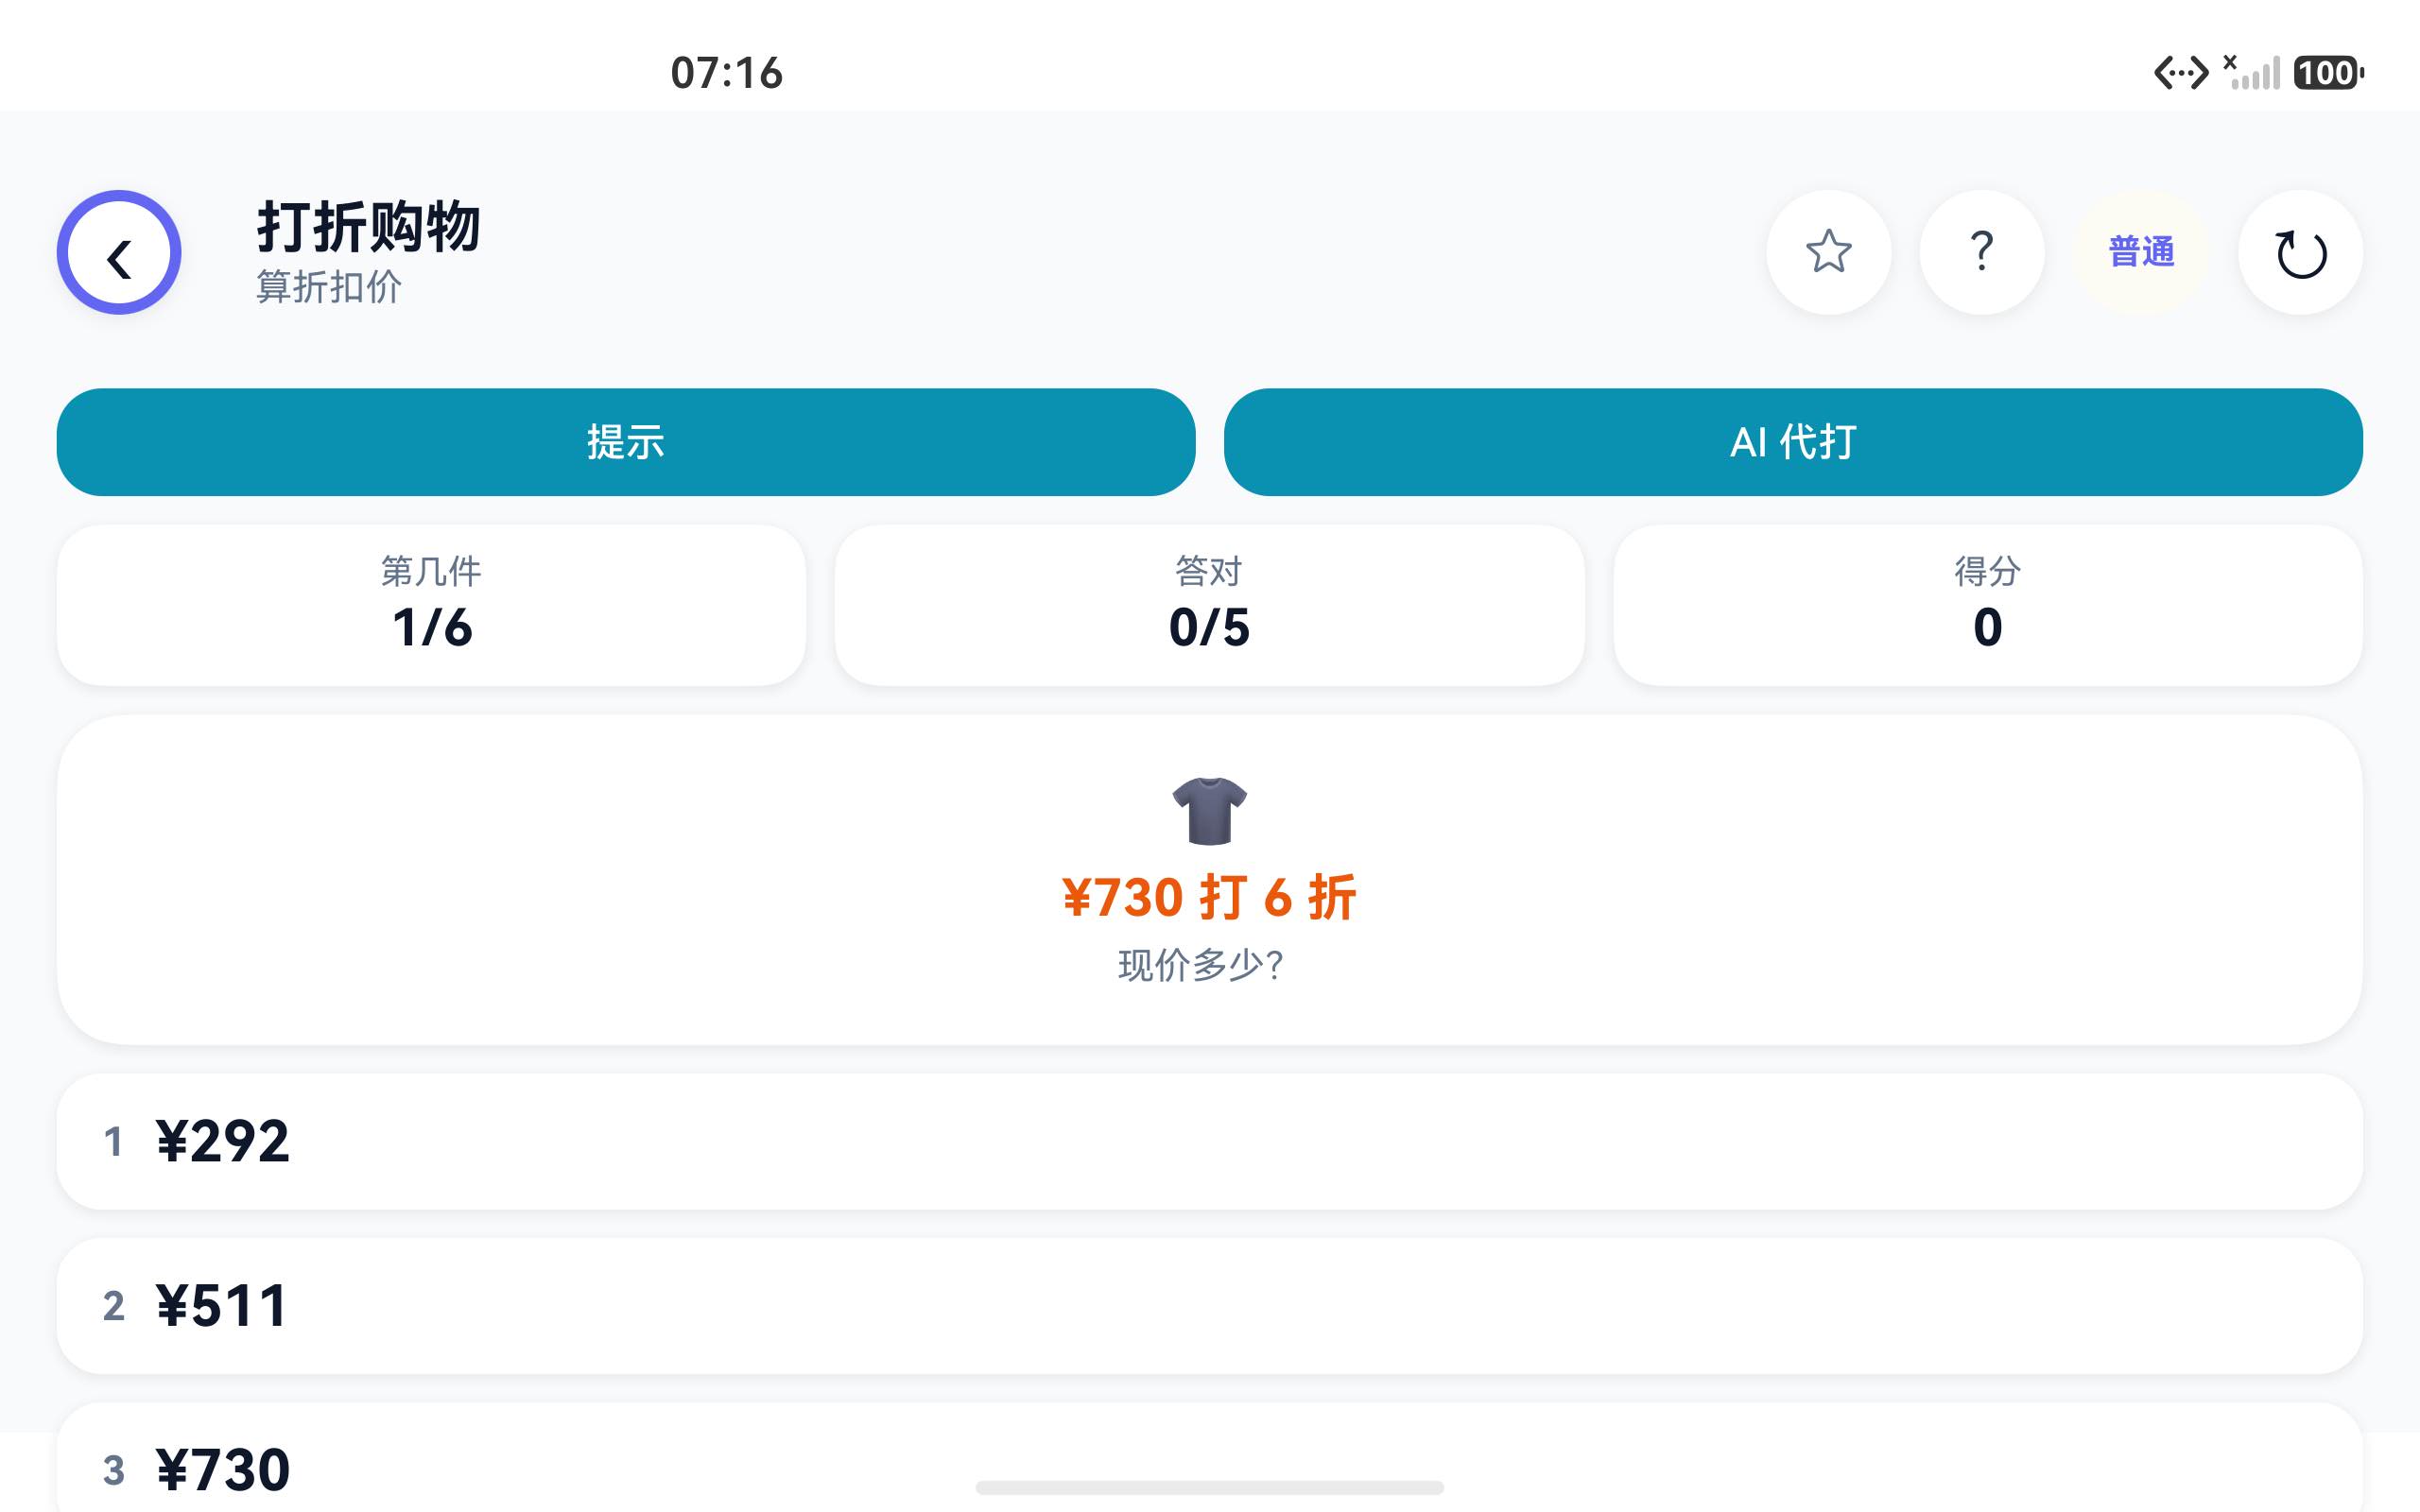 07:16
100
打折购物
算折扣价
?
普通
提示
AI 代打
第几件
1/6
答对
0/5
得分
0
¥730 打 6 折
现价多少？
1 ¥292
2 ¥511
3 ¥730